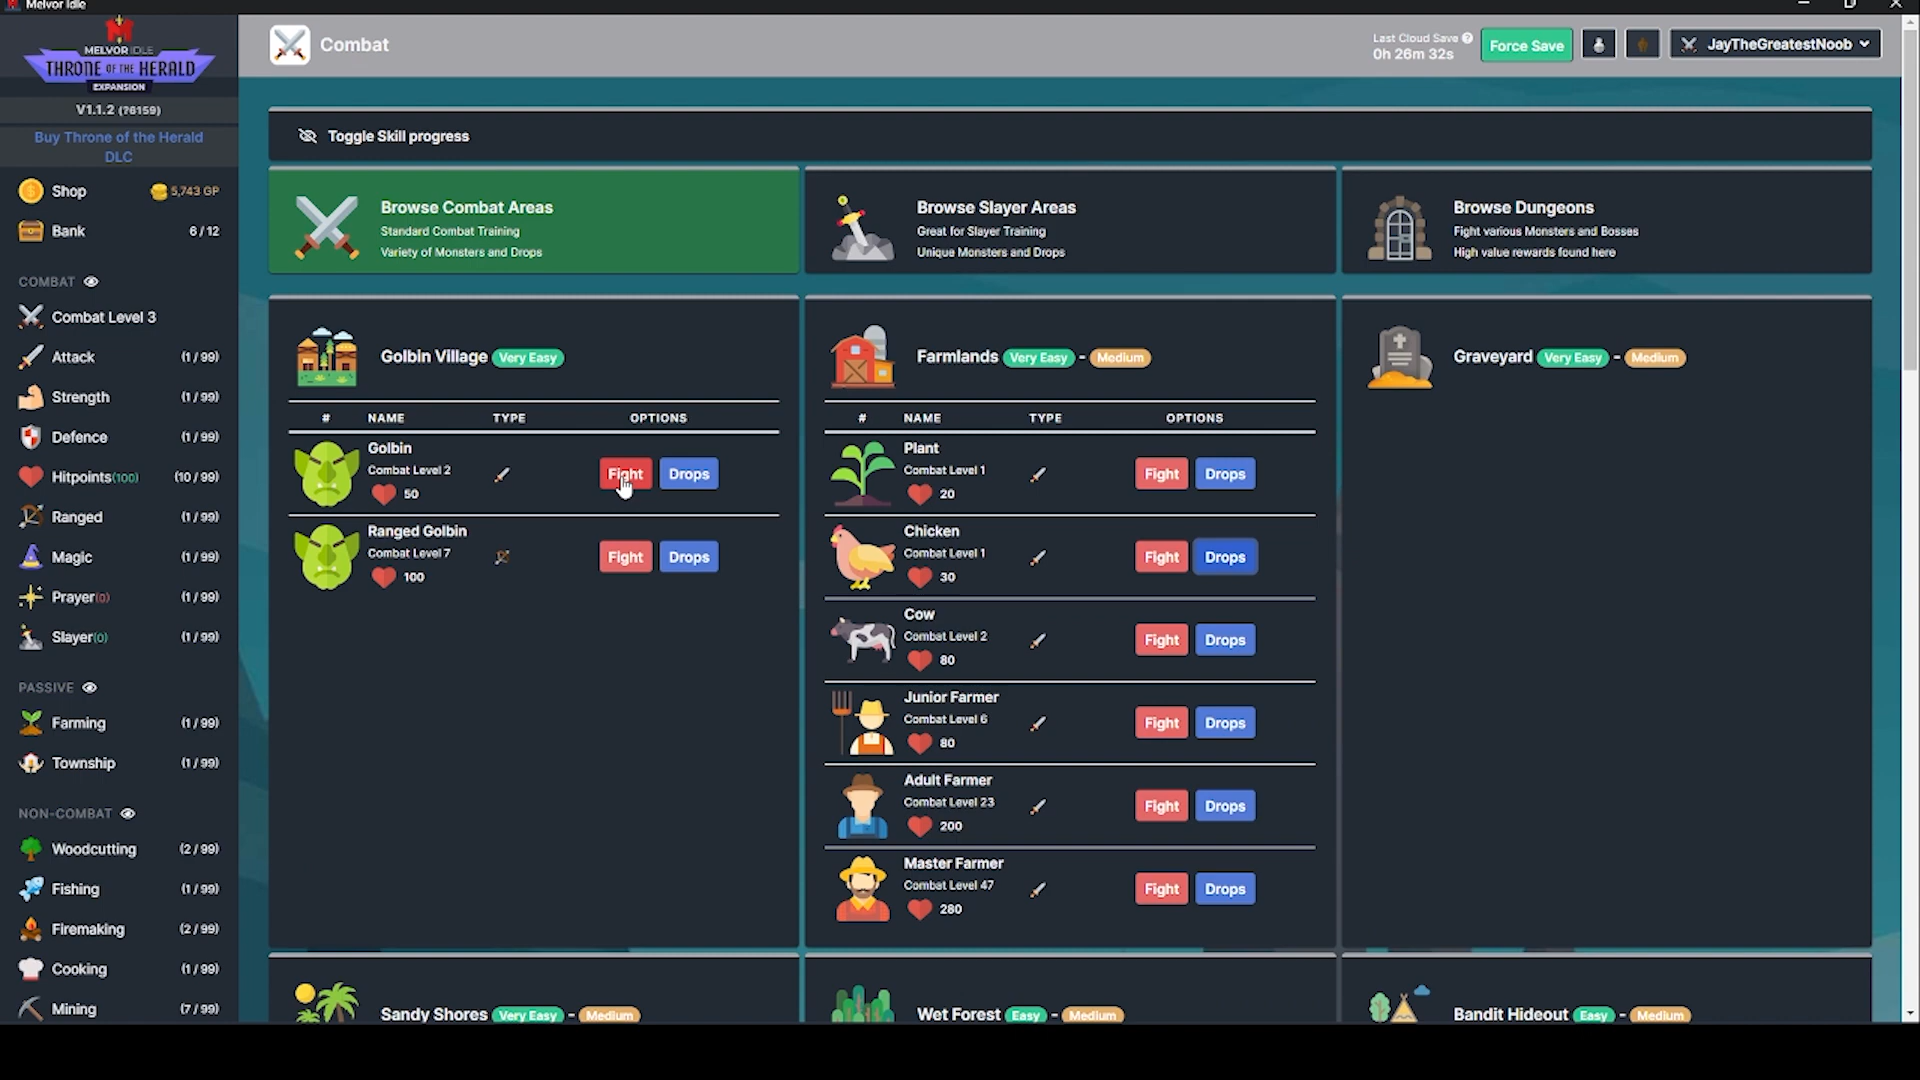 Melvor Idle
MELVOR IDLE
THRONE OF THE HERALD
EXPANSION
V1.1.2 (?6159)
Buy Throne of the Herald
DLC
Shop 5,743 GP
Bank 6 / 12
COMBAT
Combat Level 3
Attack (1 / 99)
Strength (1 / 99)
Defence (1 / 99)
Hitpoints(100) (10 / 99)
Ranged (1 / 99)
Magic (1 / 99)
Prayer(0) (1 / 99)
Slayer(0) (1 / 99)
PASSIVE
Farming (1 / 99)
Township (1 / 99)
NON-COMBAT
Woodcutting (2 / 99)
Fishing (1 / 99)
Firemaking (2 / 99)
Cooking (1 / 99)
Mining (7 / 99)
Combat
Last Cloud Save
0h 26m 32s
Force Save
JayTheGreatestNoob
Toggle Skill progress
Browse Combat Areas
Standard Combat Training
Variety of Monsters and Drops
Browse Slayer Areas
Great for Slayer Training
Unique Monsters and Drops
Browse Dungeons
Fight various Monsters and Bosses
High value rewards found here
Golbin Village Very Easy
# NAME TYPE OPTIONS
Golbin
Combat Level 2
50
Fight Drops
Ranged Golbin
Combat Level 7
100
Fight Drops
Farmlands Very Easy - Medium
# NAME TYPE OPTIONS
Plant
Combat Level 1
20
Fight Drops
Chicken
Combat Level 1
30
Fight Drops
Cow
Combat Level 2
80
Fight Drops
Junior Farmer
Combat Level 6
80
Fight Drops
Adult Farmer
Combat Level 23
200
Fight Drops
Master Farmer
Combat Level 47
280
Fight Drops
Graveyard Very Easy - Medium
Sandy Shores Very Easy - Medium
Wet Forest Easy - Medium
Bandit Hideout Easy - Medium